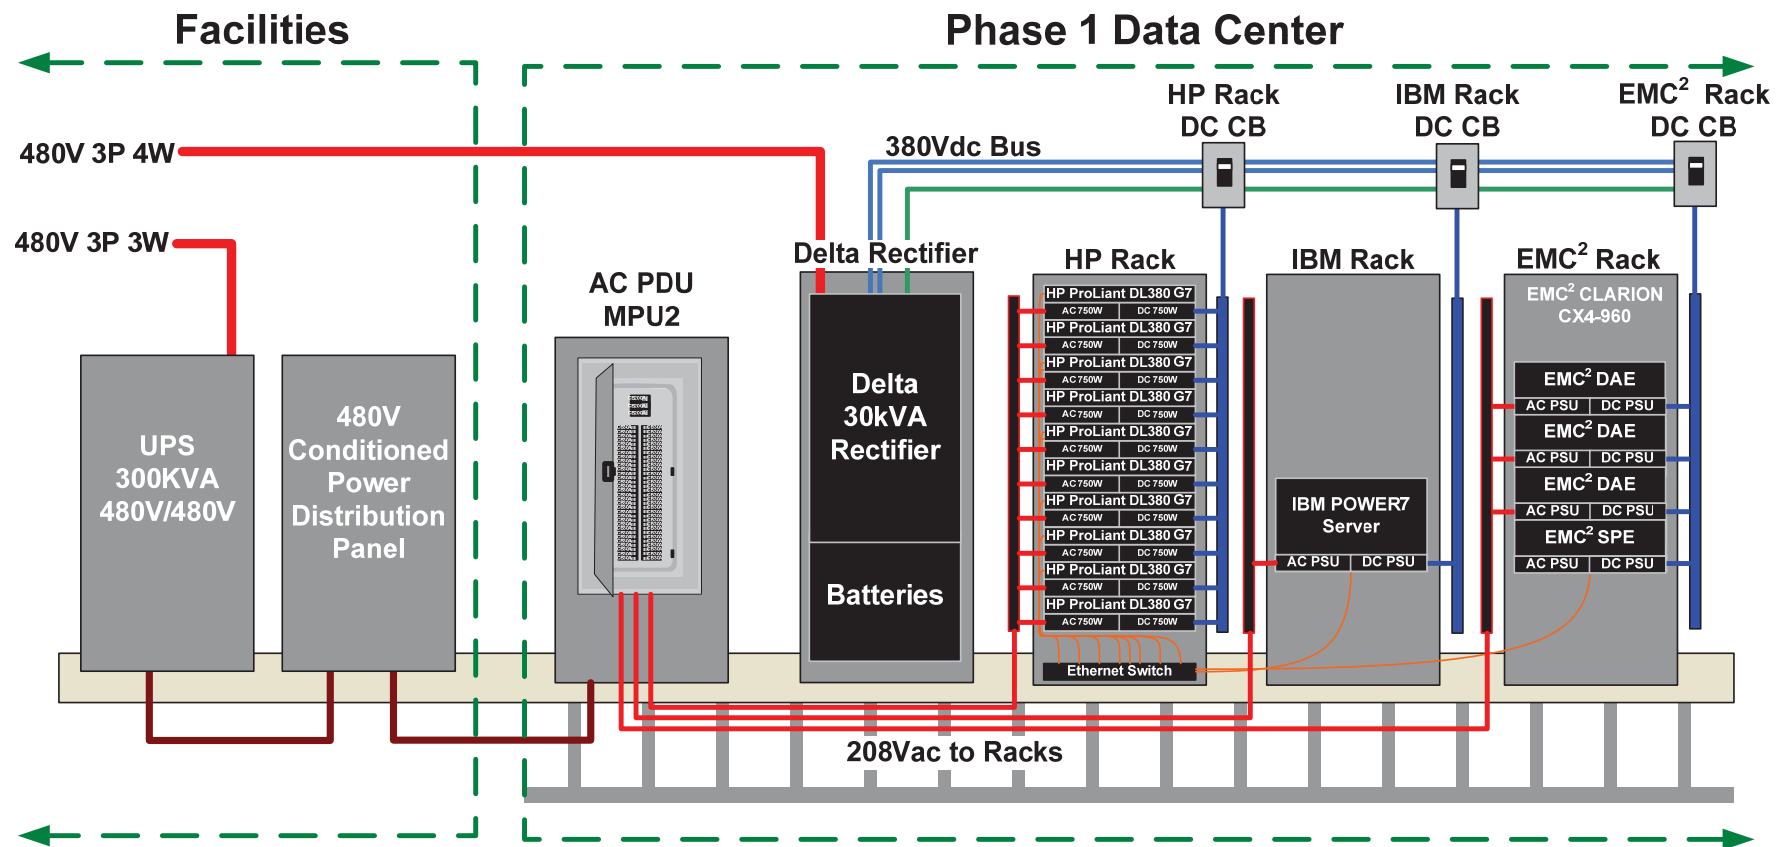 Facilities
Phase 1 Data Center
HP Rack
DC CB
IBM Rack
DC CB
EMC² Rack
DC CB
480V 3P 4W
380Vdc Bus
480V 3P 3W
Delta Rectifier
HP Rack
IBM Rack
EMC² Rack
AC PDU
MPU2
UPS
300KVA
480V/480V
480V
Conditioned
Power
Distribution
Panel
Delta
30kVA
Rectifier
Batteries
HP ProLiant DL380 G7
AC 750W DC 750W
HP ProLiant DL380 G7
AC 750W DC 750W
HP ProLiant DL380 G7
AC 750W DC 750W
HP ProLiant DL380 G7
AC 750W DC 750W
HP ProLiant DL380 G7
AC 750W DC 750W
HP ProLiant DL380 G7
AC 750W DC 750W
HP ProLiant DL380 G7
AC 750W DC 750W
HP ProLiant DL380 G7
AC 750W DC 750W
HP ProLiant DL380 G7
AC 750W DC 750W
HP ProLiant DL380 G7
AC 750W DC 750W
Ethernet Switch
IBM POWER7
Server
AC PSU DC PSU
EMC² CLARION
CX4-960
EMC² DAE
AC PSU DC PSU
EMC² DAE
AC PSU DC PSU
EMC² DAE
AC PSU DC PSU
EMC² SPE
AC PSU DC PSU
208Vac to Racks